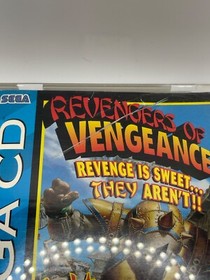 SEGA
REVENGERS OF
VENGEANCE
REVENGE IS SWEET...
THEY AREN'T!!
GA CD